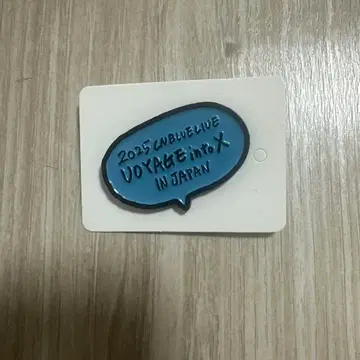 2025 CNBLUE LIVE
VOYAGE into X
IN JAPAN